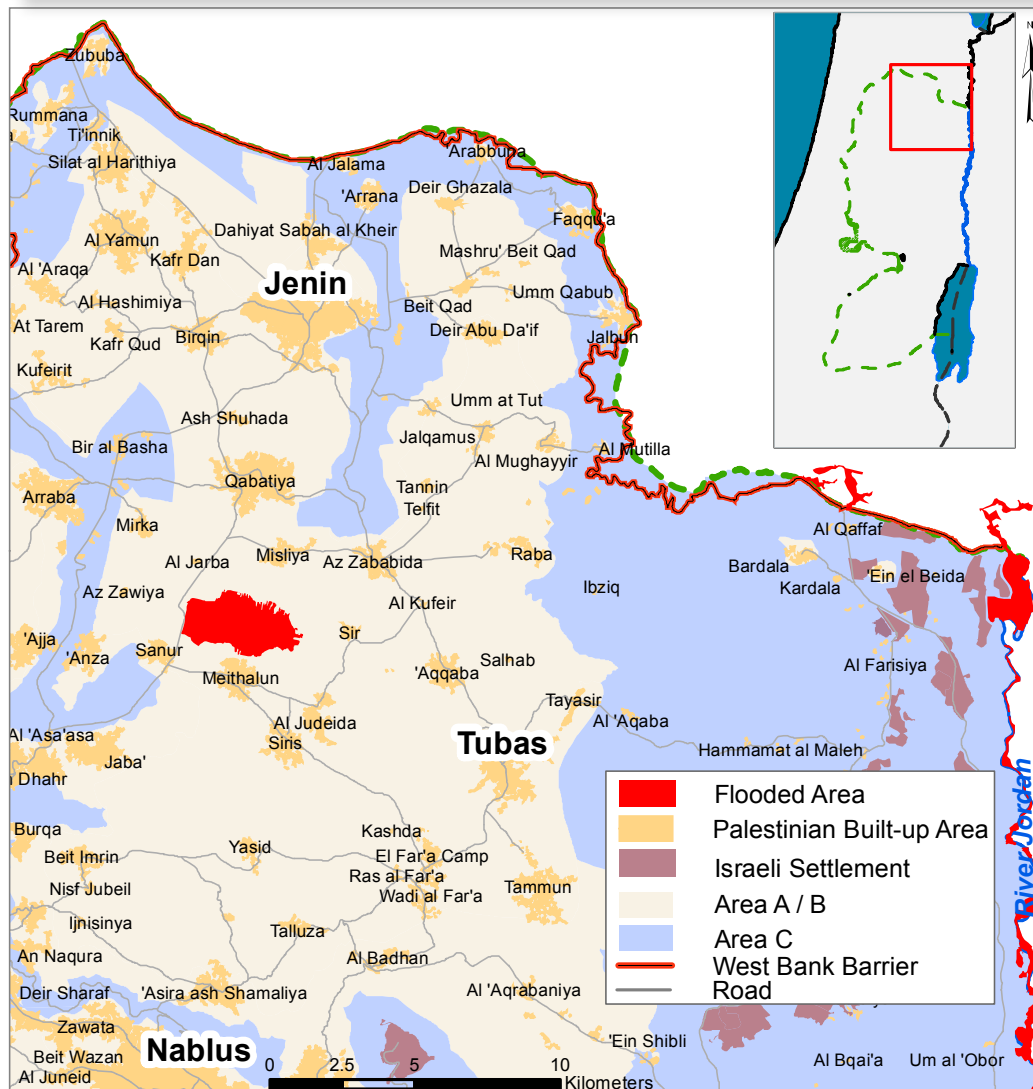 Zububa
Rummana
Ti'innik
Silat al Harithiya
Al Jalama
Arabbuna
'Arrana
Deir Ghazala
Faqqu'a
Dahiyat Sabah al Kheir
Al Yamun
Kafr Dan
Mashru' Beit Qad
Al 'Araqa
Jenin
Al Hashimiya
Beit Qad
Umm Qabub
At Tarem
Kafr Qud
Birqin
Deir Abu Da'if
Jalbun
Kufeirit
Umm at Tut
Ash Shuhada
Bir al Basha
Jalqamus
Al Mutilla
Al Mughayyir
Arraba
Qabatiya
Tannin
Telfit
Mirka
Al Qaffaf
Al Jarba
Misliya
Az Zababida
Raba
Bardala
'Ein el Beida
Kardala
Az Zawiya
Ibziq
Al Kufeir
'Ajja
'Anza
Sanur
Sir
Salhab
Al Farisiya
Meithalun
'Aqqaba
Tayasir
Al 'Aqaba
Al Judeida
Siris
Al 'Asa'asa
Jaba'
Tubas
Hammamat al Maleh
Dhahr
Burqa
Beit Imrin
Yasid
Kashda
El Far'a Camp
Ras al Far'a
Wadi al Far'a
Tammun
Nisf Jubeil
Ijnisinya
Talluza
An Naqura
Al Badhan
Deir Sharaf
'Asira ash Shamaliya
Al 'Aqrabaniya
Zawata
Nablus
'Ein Shibli
Beit Wazan
Al Juneid
Al Bqai'a
Um al 'Obor
River Jordan
Flooded Area
Palestinian Built-up Area
Israeli Settlement
Area A / B
Area C
West Bank Barrier
Road
0 2.5 5 10
Kilometers